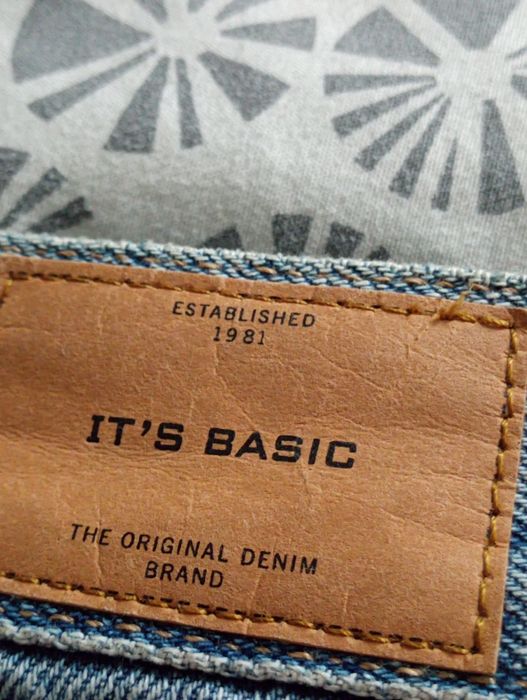 ESTABLISHED
1981
IT'S BASIC
THE ORIGINAL DENIM
BRAND